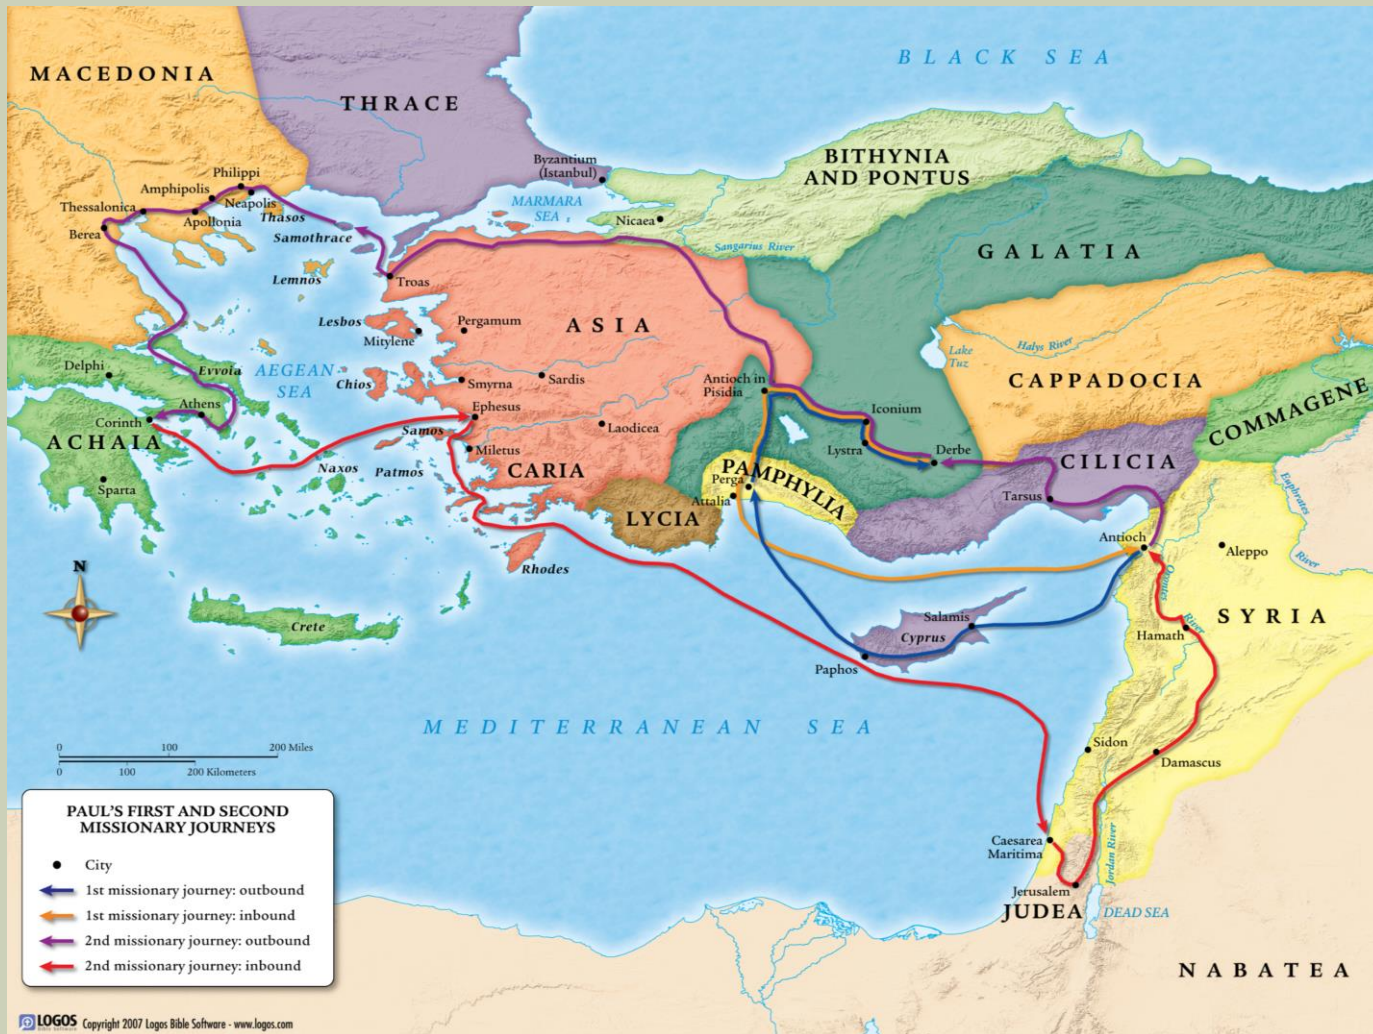 BLACK SEA
MACEDONIA
THRACE
Byzantium
(Istanbul)
BITHYNIA
AND PONTUS
Philippi
Amphipolis
Neapolis
Thessalonica
Apollonia
Thasos
Berea
Samothrace
MARMARA
SEA
Nicaea
Sangarius River
GALATIA
Lemnos
Troas
Lesbos
Mitylene
Pergamum
ASIA
Halys River
Lake
Tuz
Delphi
Evvoia
AEGEAN
SEA
Chios
Smyrna
Sardis
Antioch in
Pisidia
CAPPADOCIA
COMMAGENE
Athens
Corinth
ACHAIA
Ephesus
Samos
Laodicea
Iconium
Lystra
Derbe
Miletus
CILICIA
Naxos
Patmos
CARIA
PAMPHYLIA
Perga
Attalia
Tarsus
Euphrates
River
Sparta
LYCIA
Antioch
Aleppo
N
Rhodes
Orontes
River
Crete
Salamis
Cyprus
Hamath
SYRIA
Paphos
MEDITERRANEAN SEA
Sidon
Damascus
0 100 200 Miles
0 100 200 Kilometers
Caesarea
Maritima
Jordan River
Jerusalem
JUDEA
DEAD SEA
NABATEA
PAUL'S FIRST AND SECOND
MISSIONARY JOURNEYS
City
1st missionary journey: outbound
1st missionary journey: inbound
2nd missionary journey: outbound
2nd missionary journey: inbound
LOGOS Copyright 2007 Logos Bible Software - www.logos.com